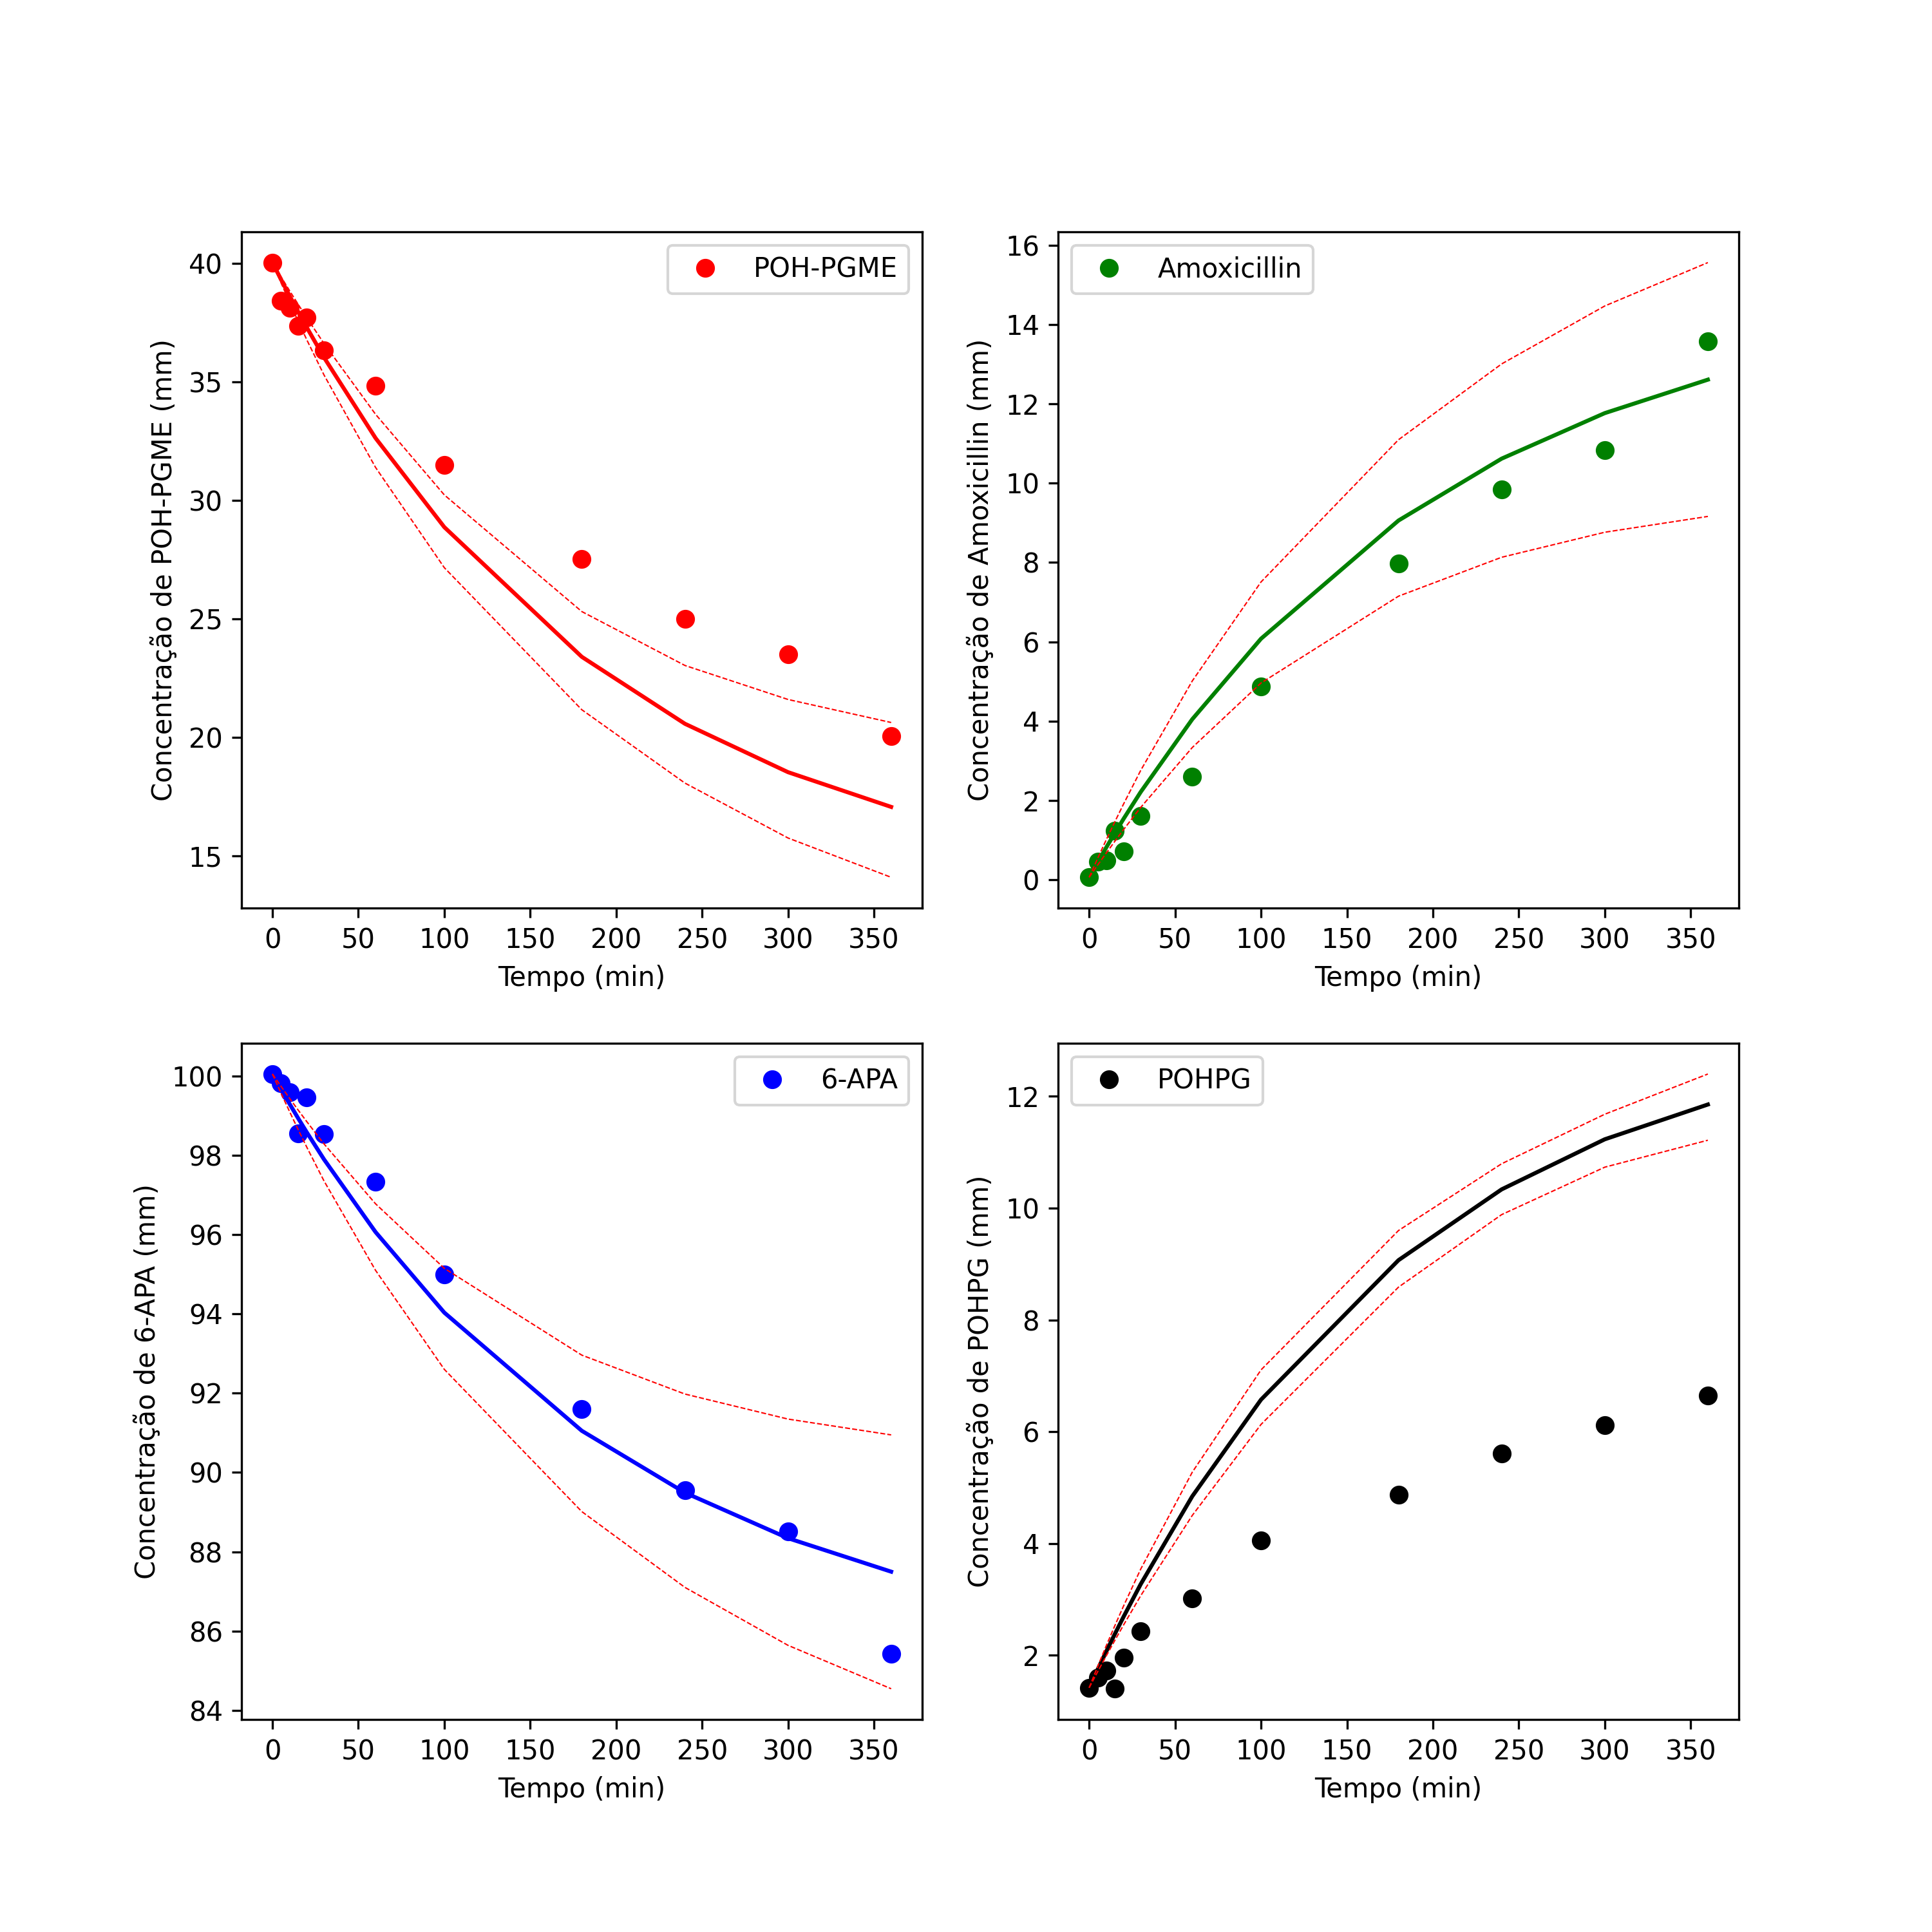 POH-PGME
40
35
30
25
20
15
Concentração de POH-PGME (mm)
0 50 100 150 200 250 300 350
Tempo (min)
Amoxicillin
16
14
12
10
8
6
4
2
0
Concentração de Amoxicillin (mm)
0 50 100 150 200 250 300 350
Tempo (min)
6-APA
100
98
96
94
92
90
88
86
84
Concentração de 6-APA (mm)
0 50 100 150 200 250 300 350
Tempo (min)
POHPG
12
10
8
6
4
2
Concentração de POHPG (mm)
0 50 100 150 200 250 300 350
Tempo (min)